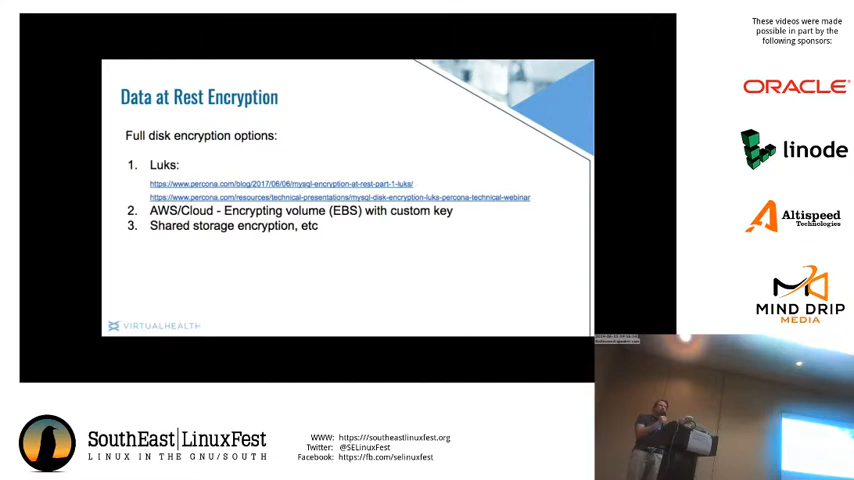 These videos were made
possible in part by the
following sponsors:
ORACLE
linode
Altispeed
Technologies
MIND DRIP
MEDIA
Data at Rest Encryption
Full disk encryption options:
1. Luks:
https://www.percona.com/blog/2017/06/06/mysql-encryption-at-rest-part-1-luks/
https://www.percona.com/resources/technical-presentations/mysql-disk-encryption-luks-percona-technical-webinar
2. AWS/Cloud - Encrypting volume (EBS) with custom key
3. Shared storage encryption, etc
VIRTUALHEALTH
SouthEast|LinuxFest
LINUX IN THE GNU/SOUTH
WWW: https:///southeastlinuxfest.org
Twitter: @SELinuxFest
Facebook: https://fb.com/selinuxfest